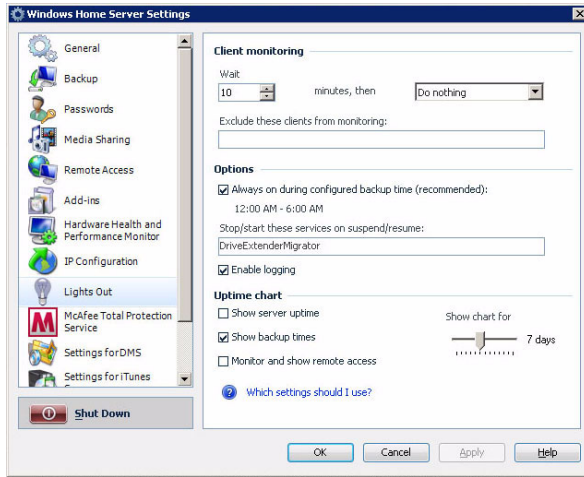 Windows Home Server Settings
General
Backup
Passwords
Media Sharing
Remote Access
Add-ins
Hardware Health and
Performance Monitor
IP Configuration
Lights Out
McAfee Total Protection
Service
Settings for DMS
Settings for iTunes
Shut Down
Client monitoring
Wait
10
minutes, then
Do nothing
Exclude these clients from monitoring:
Options
Always on during configured backup time (recommended):
12:00 AM - 6:00 AM
Stop/start these services on suspend/resume:
DriveExtenderMigrator
Enable logging
Uptime chart
Show server uptime
Show chart for
Show backup times
7 days
Monitor and show remote access
Which settings should I use?
OK
Cancel
Apply
Help